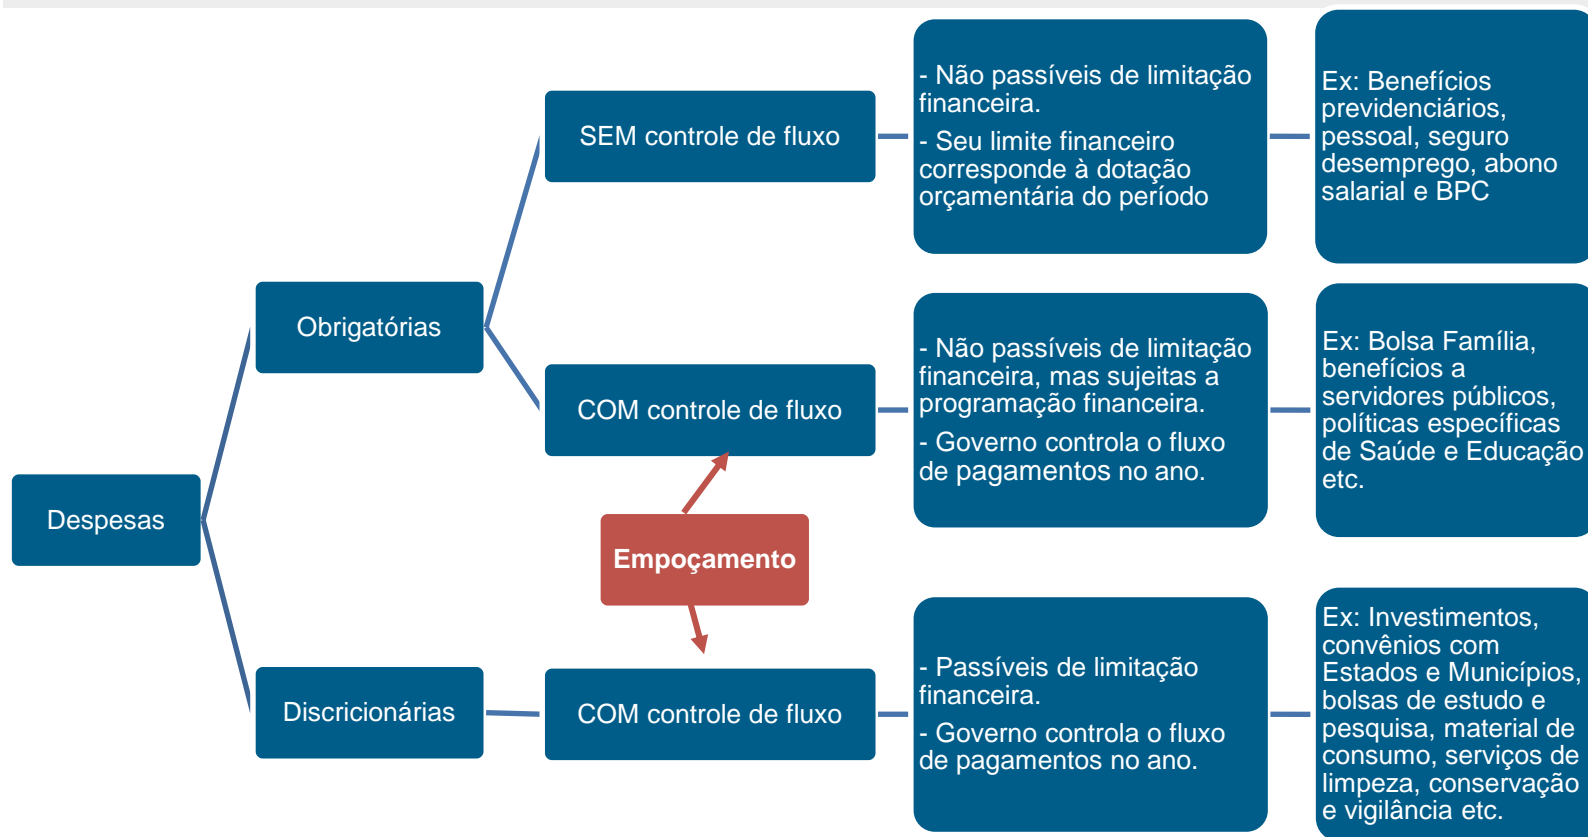 - Não passíveis de limitação
financeira.
- Seu limite financeiro
corresponde à dotação
orçamentária do período
Ex: Benefícios
previdenciários,
pessoal, seguro
desemprego, abono
salarial e BPC
SEM controle de fluxo
Obrigatórias
- Não passíveis de limitação
financeira, mas sujeitas a
programação financeira.
- Governo controla o fluxo
de pagamentos no ano.
Ex: Bolsa Família,
benefícios a
servidores públicos,
políticas específicas
de Saúde e Educação
etc.
COM controle de fluxo
Despesas
Empoçamento
Discricionárias
COM controle de fluxo
- Passíveis de limitação
financeira.
- Governo controla o fluxo
de pagamentos no ano.
Ex: Investimentos,
convênios com
Estados e Municípios,
bolsas de estudo e
pesquisa, material de
consumo, serviços de
limpeza, conservação
e vigilância etc.